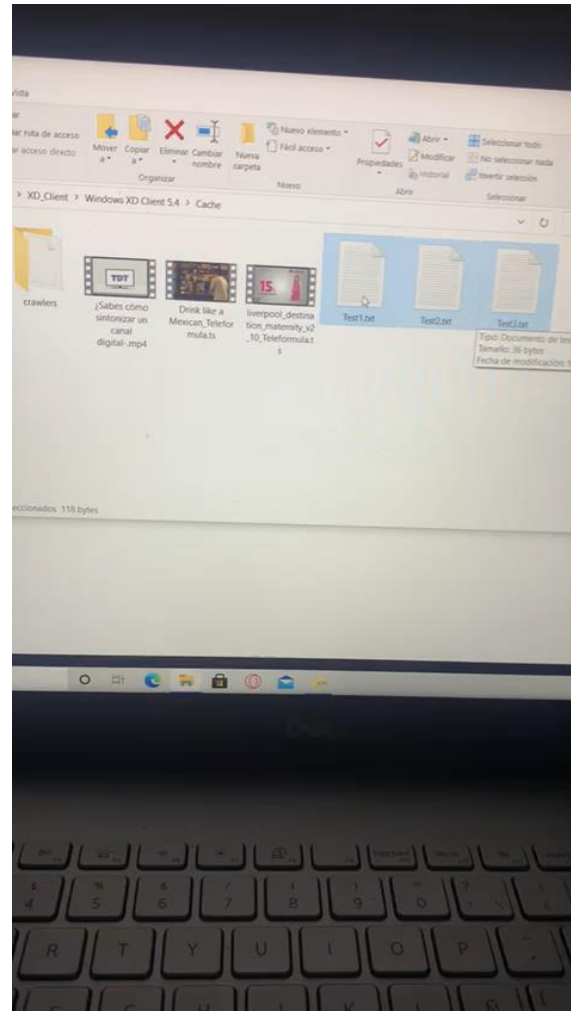 Vista
ar ruta de acceso
ar acceso directo
Mover a
Copiar a
Eliminar
Cambiar nombre
Organizar
Nueva carpeta
Nuevo elemento
Fácil acceso
Nuevo
Propiedades
Abrir
Modificar
Historial
Abrir
Seleccionar todo
No seleccionar nada
Invertir selección
Seleccionar
> XD_Client > Windows XD Client 5.4 > Cache
crawlers
TDT
¿Sabes cómo
sintonizar un
canal
digital-.mp4
Drink like a
Mexican_Telefor
mula.ts
15
liverpool_destina
tion_maternity_v2
_10_Teleformula.t
s
Test1.txt
Test2.txt
Test3.txt
Tipo: Documento de tex
Tamaño: 36 bytes
Fecha de modificación:
eccionados 118 bytes
DELL
$ 4
% 5
& 6
/ 7
( 8
) 9
= 0
R T Y U I O P
Ñ